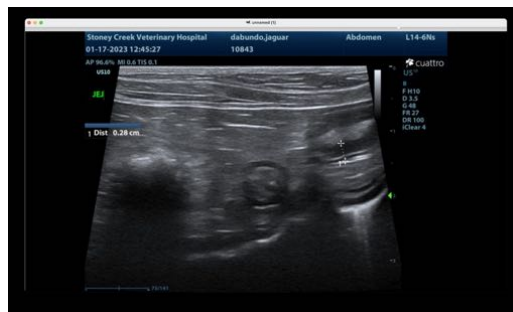 unnamed (1)
Stoney Creek Veterinary Hospital dabundo,jaguar Abdomen L14-6Ns
01-17-2023 12:45:27 10843
AP 96.6% MI 0.6 TIS 0.1
cuattro
US10
US
JEJ
F H10
D 3.5
G 48
FR 27
DR 100
iClear 4
1 Dist 0.28 cm